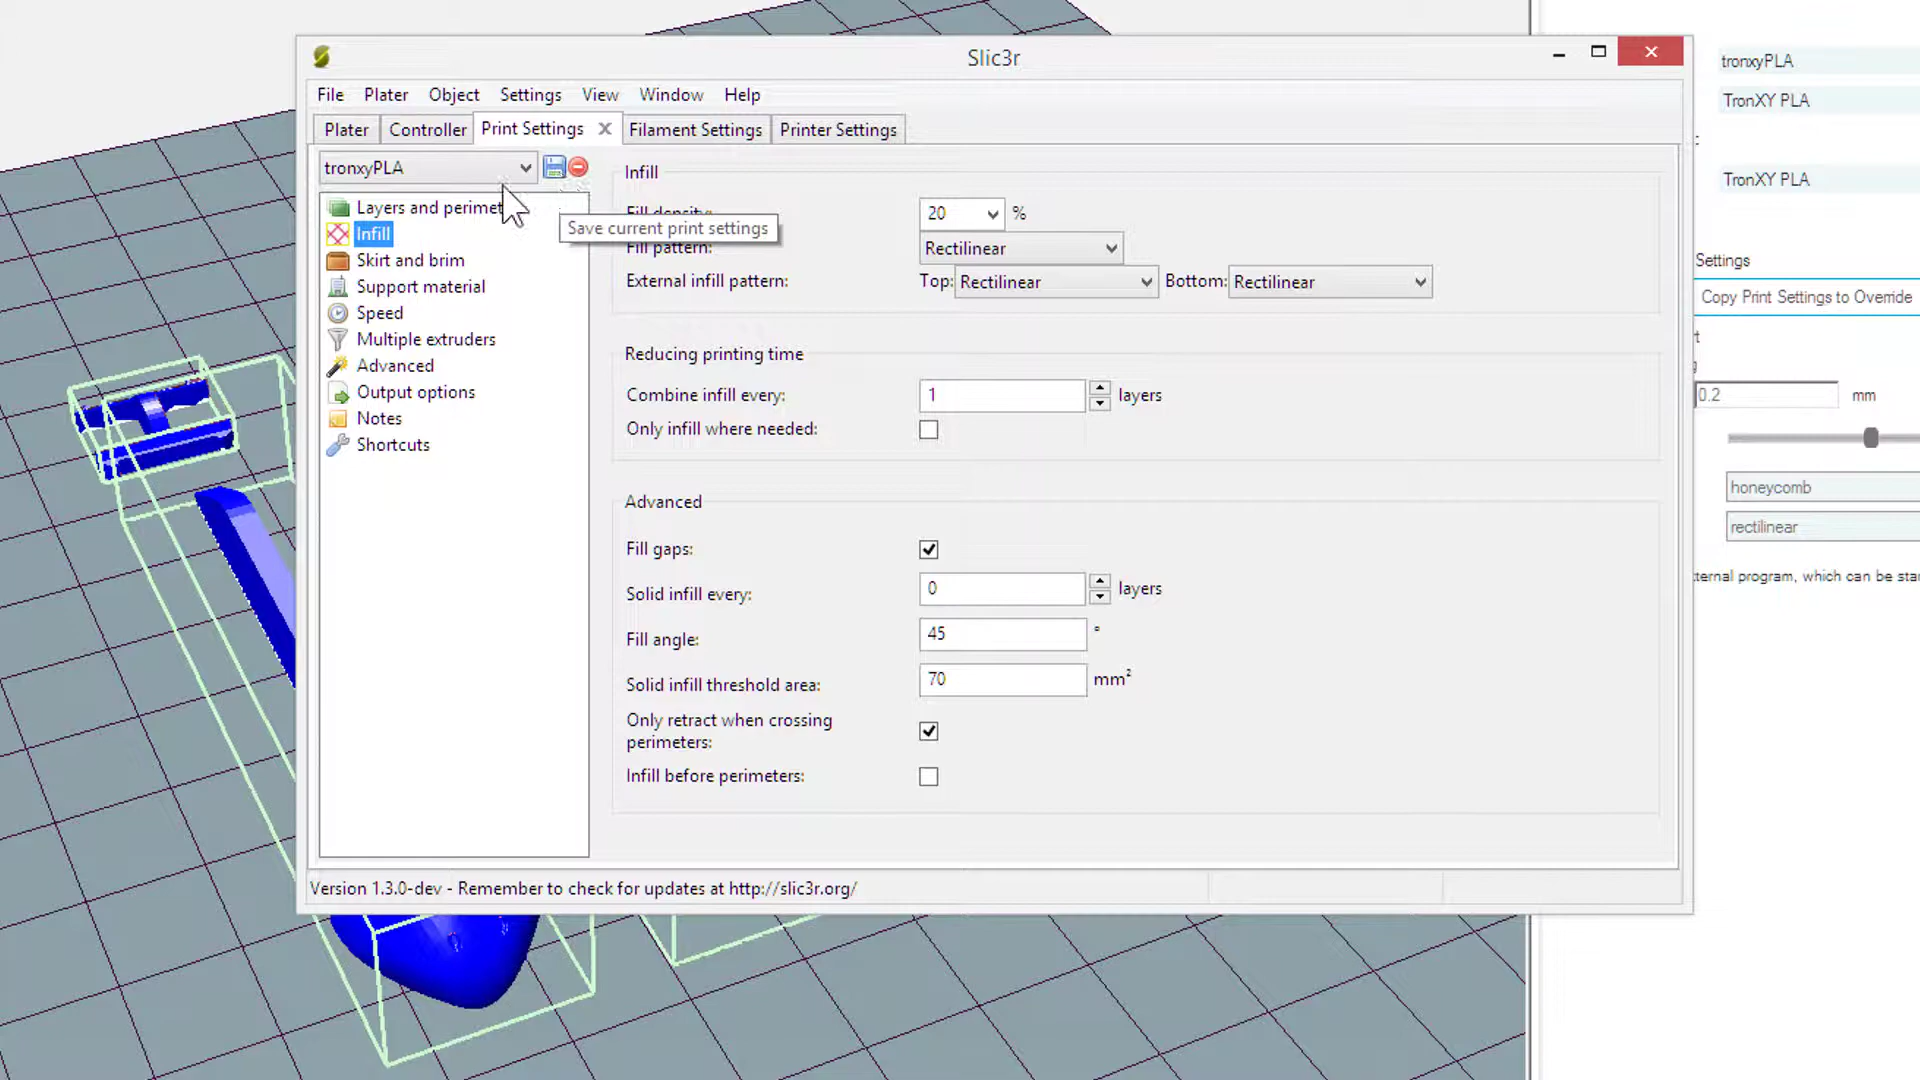 Slic3r
File Plater Object Settings View Window Help
Plater Controller Print Settings Filament Settings Printer Settings
tronxyPLA
Layers and perimet
Infill
Skirt and brim
Support material
Speed
Multiple extruders
Advanced
Output options
Notes
Shortcuts
Save current print settings
Infill
Fill density: 20 %
Fill pattern: Rectilinear
External infill pattern: Top: Rectilinear Bottom: Rectilinear
Reducing printing time
Combine infill every: 1 layers
Only infill where needed:
Advanced
Fill gaps:
Solid infill every: 0 layers
Fill angle: 45 °
Solid infill threshold area: 70 mm²
Only retract when crossing
perimeters:
Infill before perimeters:
Version 1.3.0-dev - Remember to check for updates at http://slic3r.org/
tronxyPLA
TronXY PLA
TronXY PLA
Settings
Copy Print Settings to Override
0.2 mm
honeycomb
rectilinear
ternal program, which can be star